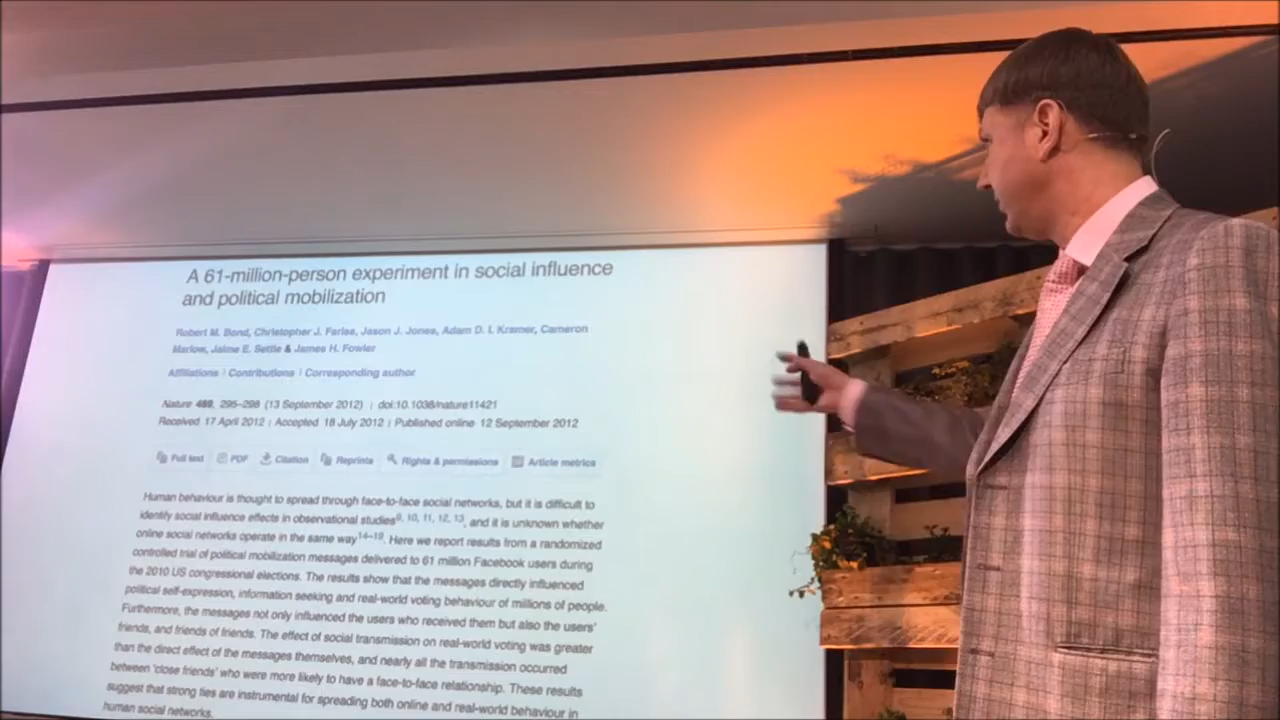 A 61-million-person experiment in social influence
and political mobilization
Robert M. Bond, Christopher J. Fariss, Jason J. Jones, Adam D. I. Kramer, Cameron
Marlow, Jaime E. Settle & James H. Fowler
Affiliations | Contributions | Corresponding author
Nature 489, 295–298 (13 September 2012) | doi:10.1038/nature11421
Received 17 April 2012 | Accepted 18 July 2012 | Published online 12 September 2012
Full text PDF Citation Reprints Rights & permissions Article metrics
Human behaviour is thought to spread through face-to-face social networks, but it is difficult to
identify social influence effects in observational studies9, 10, 11, 12, 13, and it is unknown whether
online social networks operate in the same way14–19. Here we report results from a randomized
controlled trial of political mobilization messages delivered to 61 million Facebook users during
the 2010 US congressional elections. The results show that the messages directly influenced
political self-expression, information seeking and real-world voting behaviour of millions of people.
Furthermore, the messages not only influenced the users who received them but also the users'
friends, and friends of friends. The effect of social transmission on real-world voting was greater
than the direct effect of the messages themselves, and nearly all the transmission occurred
between 'close friends' who were more likely to have a face-to-face relationship. These results
suggest that strong ties are instrumental for spreading both online and real-world behaviour in
human social networks.